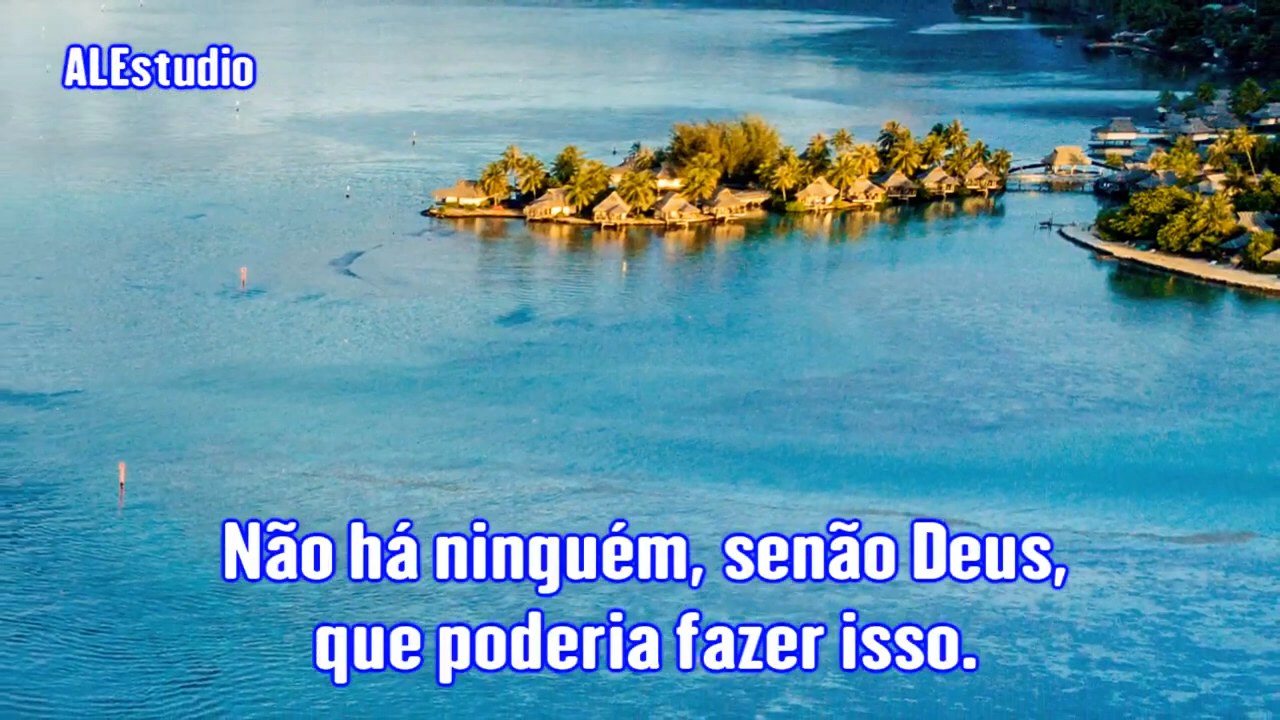 ALEstudio
Não há ninguém, senão Deus,
que poderia fazer isso.